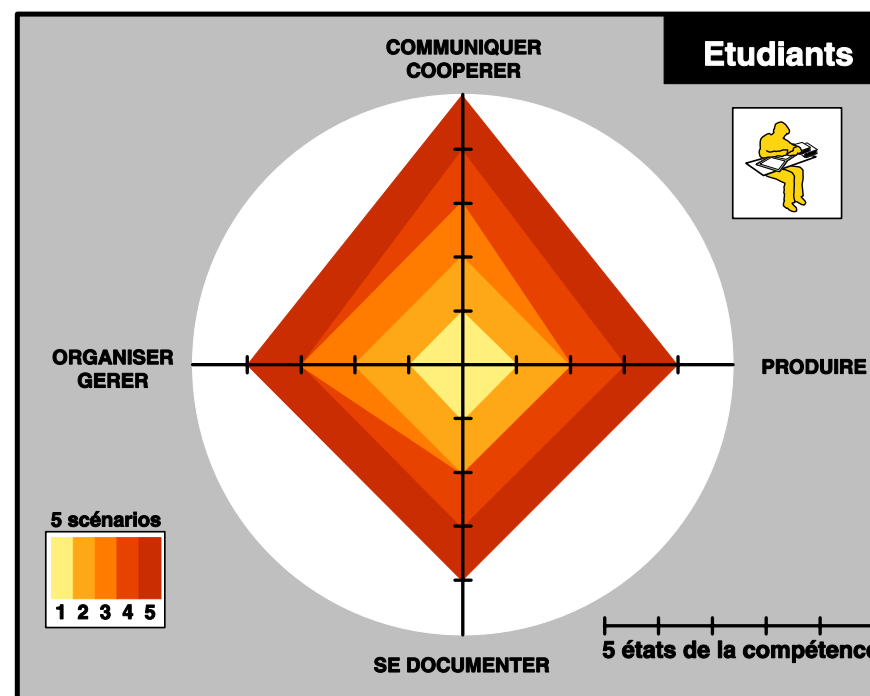 Etudiants
COMMUNIQUER
COOPERER
ORGANISER
GERER
PRODUIRE
5 scénarios
1 2 3 4 5
SE DOCUMENTER
5 états de la compétence